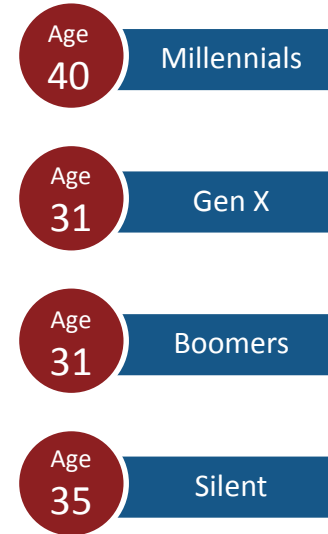 Age
40
Millennials
Age
31
Gen X
Age
31
Boomers
Age
35
Silent